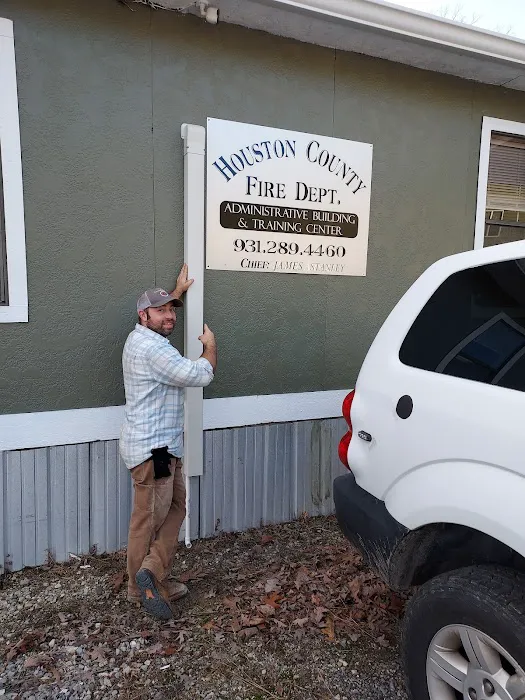 HOUSTON COUNTY
FIRE DEPT.
ADMINISTRATIVE BUILDING
& TRAINING CENTER
931.289.4460
CHIEF JAMES STANLEY